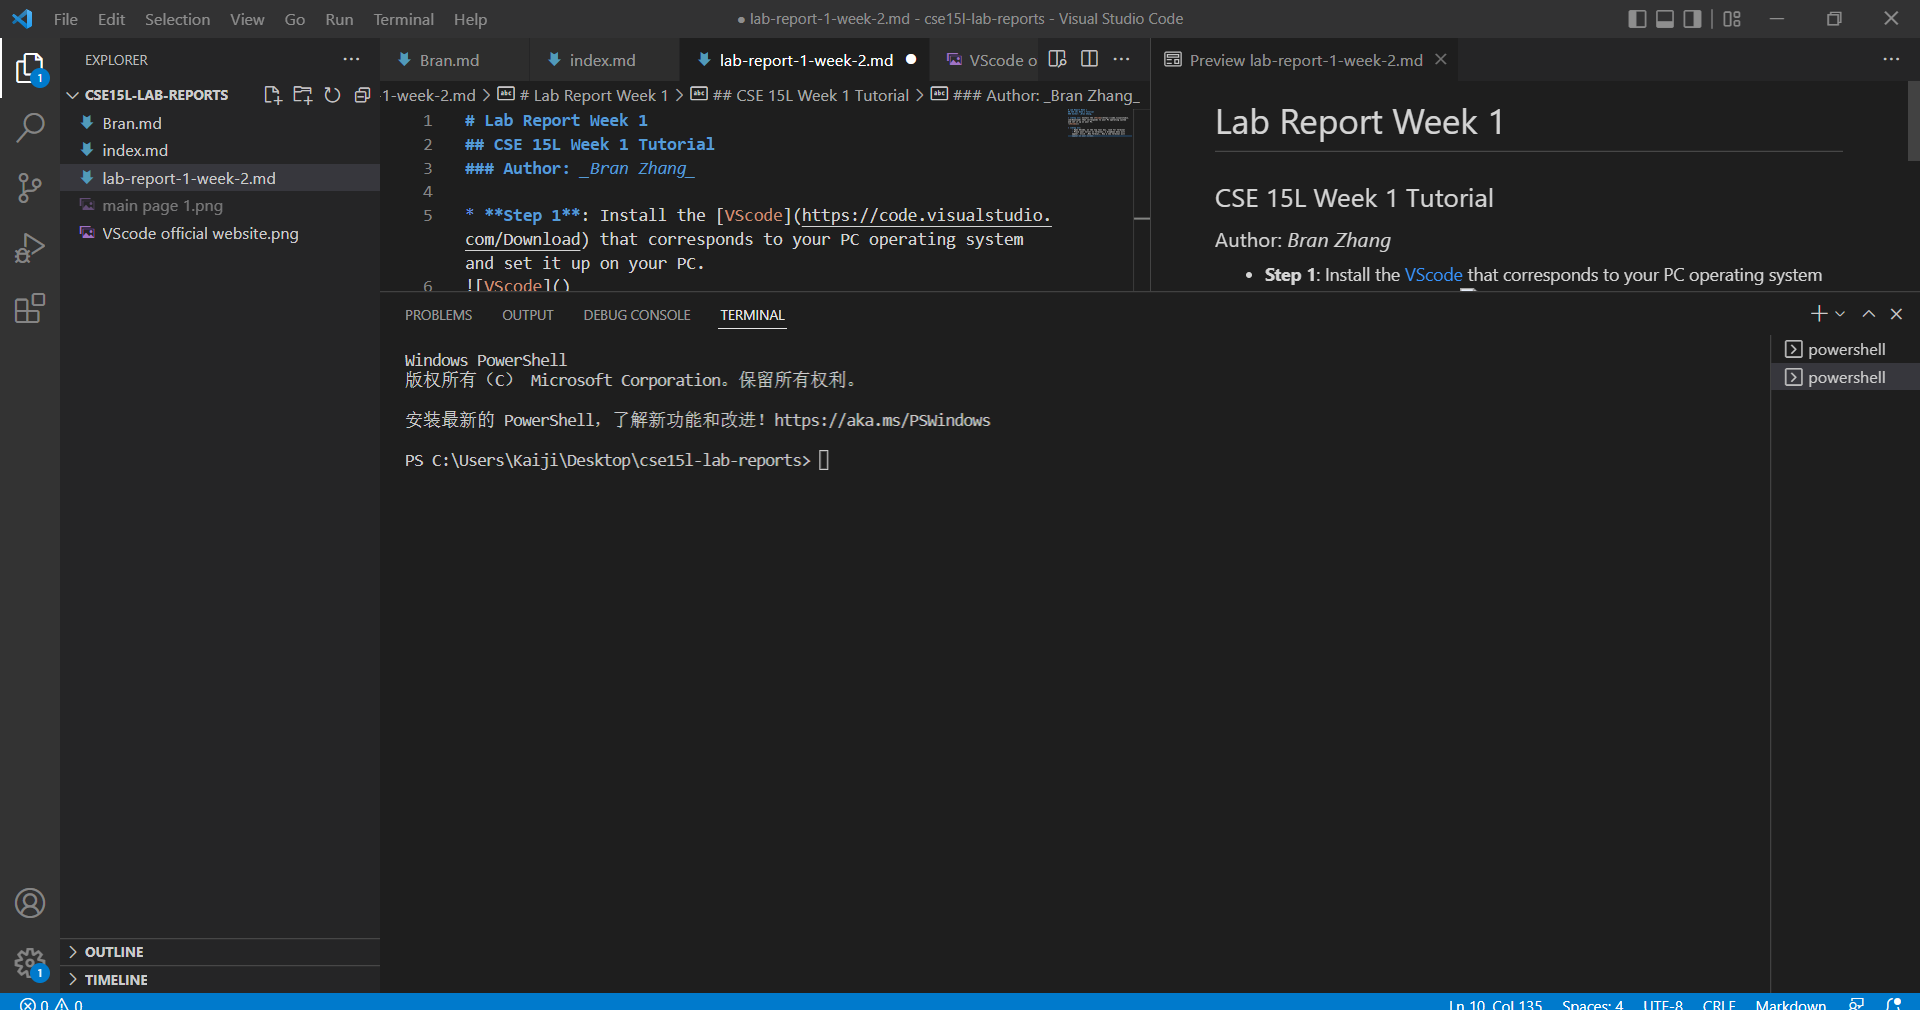 File Edit Selection View Go Run Terminal Help
● lab-report-1-week-2.md - cse15l-lab-reports - Visual Studio Code
EXPLORER
CSE15L-LAB-REPORTS
Bran.md
index.md
lab-report-1-week-2.md
main page 1.png
VScode official website.png
OUTLINE
TIMELINE
1
1
Bran.md
index.md
lab-report-1-week-2.md
VScode o
-1-week-2.md > # Lab Report Week 1 > ## CSE 15L Week 1 Tutorial > ### Author: _Bran Zhang_
1 # Lab Report Week 1
2 ## CSE 15L Week 1 Tutorial
3 ### Author: _Bran Zhang_
4
5 * **Step 1**: Install the [VScode](https://code.visualstudio.
com/Download) that corresponds to your PC operating system
and set it up on your PC.
6 ![VScode]()
Preview lab-report-1-week-2.md
Lab Report Week 1
CSE 15L Week 1 Tutorial
Author: Bran Zhang
• Step 1: Install the VScode that corresponds to your PC operating system
PROBLEMS OUTPUT DEBUG CONSOLE TERMINAL
Windows PowerShell
版权所有（C） Microsoft Corporation。保留所有权利。
安装最新的 PowerShell，了解新功能和改进！https://aka.ms/PSWindows
PS C:\Users\Kaiji\Desktop\cse15l-lab-reports>
powershell
powershell
0 0
Ln 10, Col 135 Spaces: 4 UTF-8 CRLF Markdown